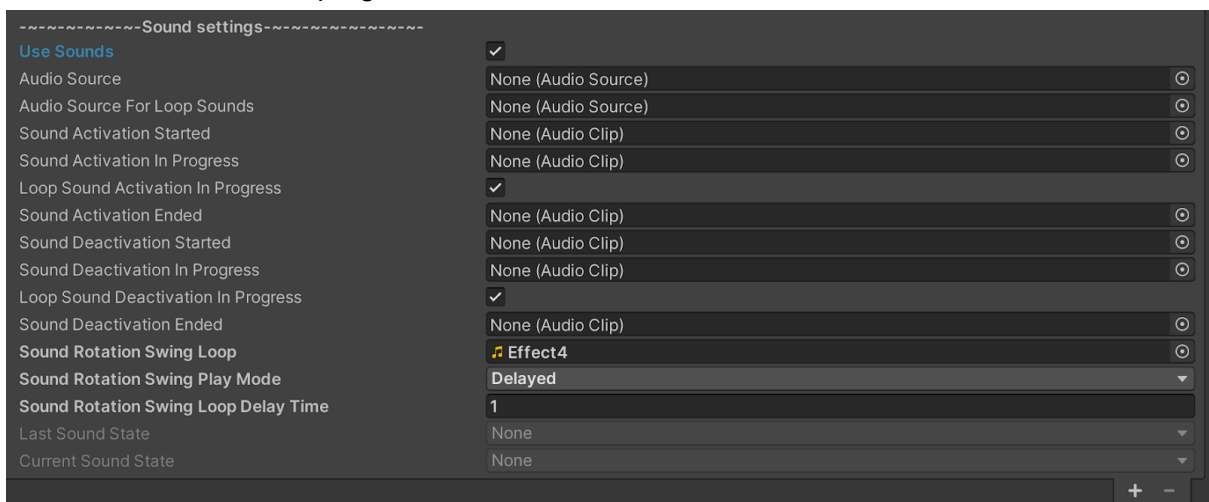 -~-~-~-~-~-~-Sound settings-~-~-~-~-~-~-~-~-
Use Sounds
Audio Source None (Audio Source)
Audio Source For Loop Sounds None (Audio Source)
Sound Activation Started None (Audio Clip)
Sound Activation In Progress None (Audio Clip)
Loop Sound Activation In Progress
Sound Activation Ended None (Audio Clip)
Sound Deactivation Started None (Audio Clip)
Sound Deactivation In Progress None (Audio Clip)
Loop Sound Deactivation In Progress
Sound Deactivation Ended None (Audio Clip)
Sound Rotation Swing Loop Effect4
Sound Rotation Swing Play Mode Delayed
Sound Rotation Swing Loop Delay Time 1
Last Sound State None
Current Sound State None
+ -